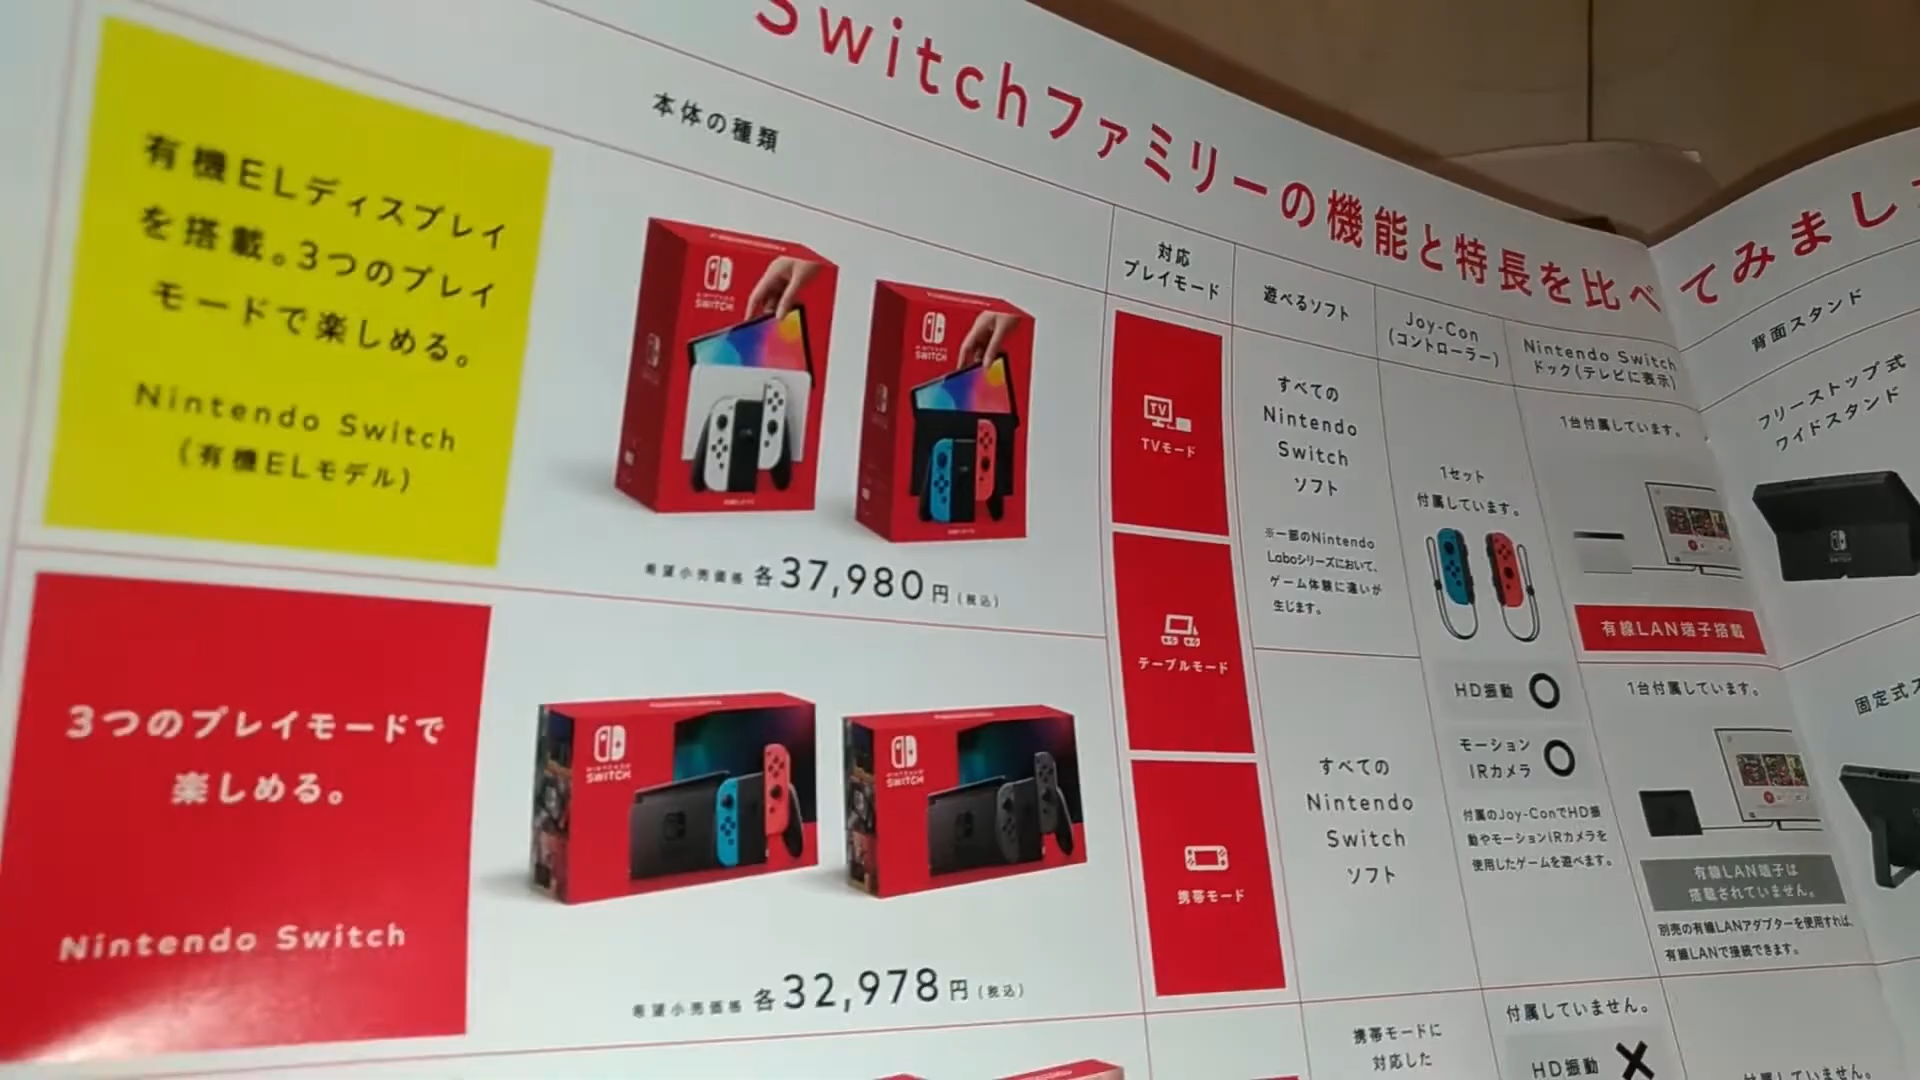 Switchファミリーの機能と特長を比べてみまし
本体の種類
対応
プレイモード
遊べるソフト
Joy-Con
(コントローラー)
Nintendo Switch
ドック(テレビに表示)
背面スタンド
有機ELディスプレイ
を搭載。3つのプレイ
モードで楽しめる。
Nintendo Switch
(有機ELモデル)
NINTENDO
SWITCH
NINTENDO
SWITCH
希望小売価格 各37,980円(税込)
TV
TVモード
テーブルモード
携帯モード
すべての
Nintendo
Switch
ソフト
※一部のNintendo
Laboシリーズにおいて、
ゲーム体験に違いが
生じます。
1セット
付属しています。
HD振動
モーション
IRカメラ
付属のJoy-ConでHD振
動やモーションIRカメラを
使用したゲームを遊べます。
1台付属しています。
有線LAN端子搭載
フリーストップ式
ワイドスタンド
3つのプレイモードで
楽しめる。
Nintendo Switch
NINTENDO
SWITCH
NINTENDO
SWITCH
希望小売価格 各32,978円(税込)
すべての
Nintendo
Switch
ソフト
1台付属しています。
有線LAN端子は
搭載されていません。
別売の有線LANアダプターを使用すれば、
有線LANで接続できます。
固定式ス
携帯モードに
対応した
付属していません。
HD振動
付属していません。